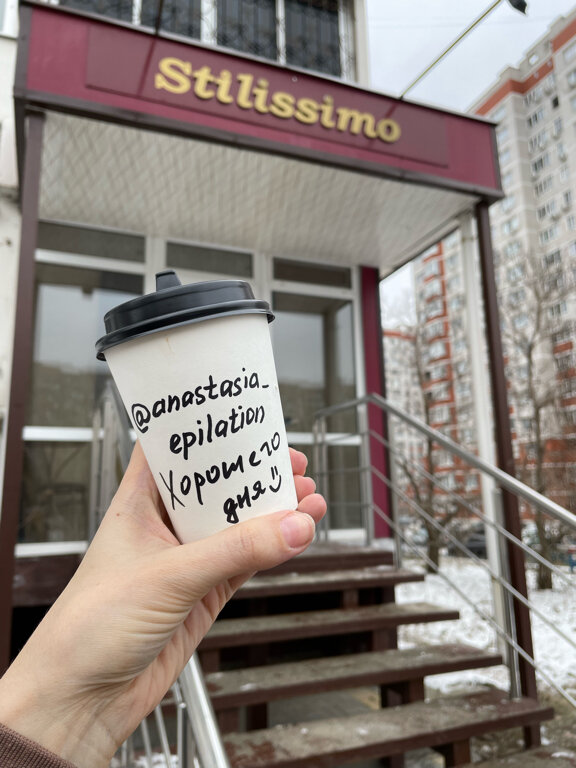 Stilissimo
@anastasia_
epilation
Хорошего
дня